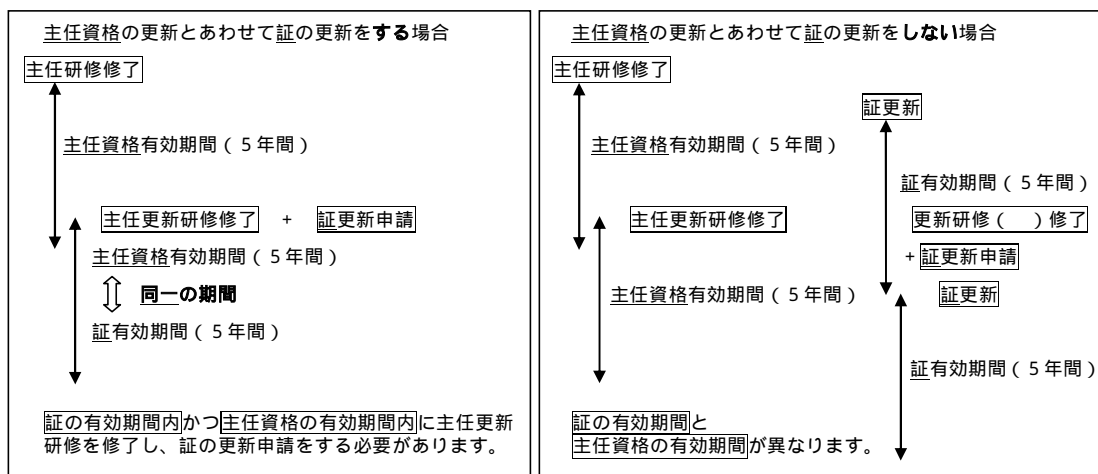 主任資格の更新とあわせて証の更新をする場合
主任研修修了
主任資格有効期間(5年間)
主任更新研修修了 + 証更新申請
主任資格有効期間(5年間)
同一の期間
証有効期間(5年間)
証の有効期間内かつ主任資格の有効期間内に主任更新
研修を修了し、証の更新申請をする必要があります。
主任資格の更新とあわせて証の更新をしない場合
主任研修修了
証更新
主任資格有効期間(5年間)
証有効期間(5年間)
主任更新研修修了
更新研修( )修了
+証更新申請
主任資格有効期間(5年間)
証更新
証有効期間(5年間)
証の有効期間と
主任資格の有効期間が異なります。